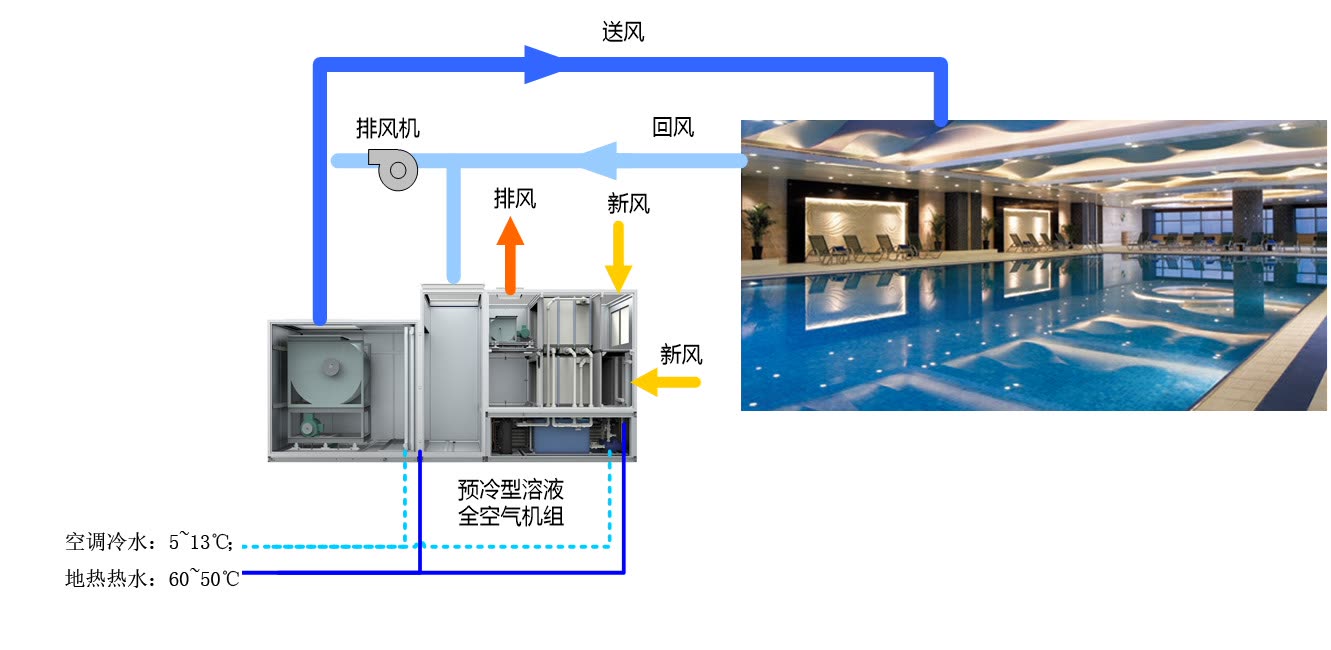 送风
排风机
回风
排风
新风
新风
预冷型溶液
全空气机组
空调冷水：5~13℃；
地热热水：60~50℃